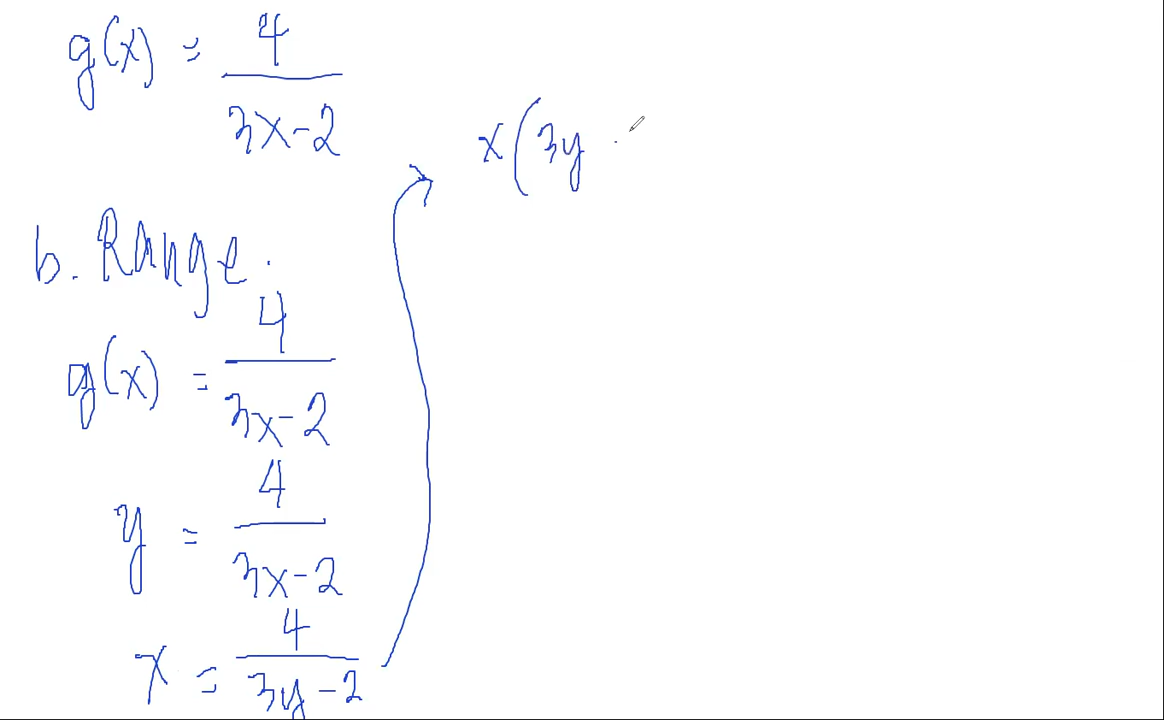 g(x) = 4/(3x-2)
b. Range.
g(x) = 4/(3x-2)
y = 4/(3x-2)
x = 4/(3y-2)
x(3y